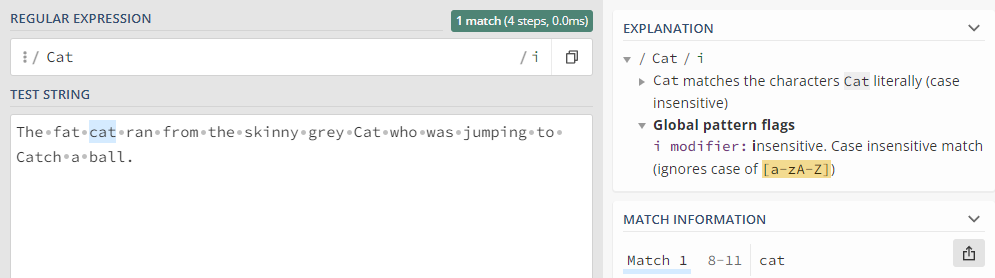 REGULAR EXPRESSION
1 match (4 steps, 0.0ms)
/ Cat
/ i
TEST STRING
The fat cat ran from the skinny grey Cat who was jumping to
Catch a ball.
EXPLANATION
/ Cat / i
Cat matches the characters Cat literally (case
insensitive)
Global pattern flags
i modifier: insensitive. Case insensitive match
(ignores case of [a-zA-Z])
MATCH INFORMATION
Match 1 8-11 cat